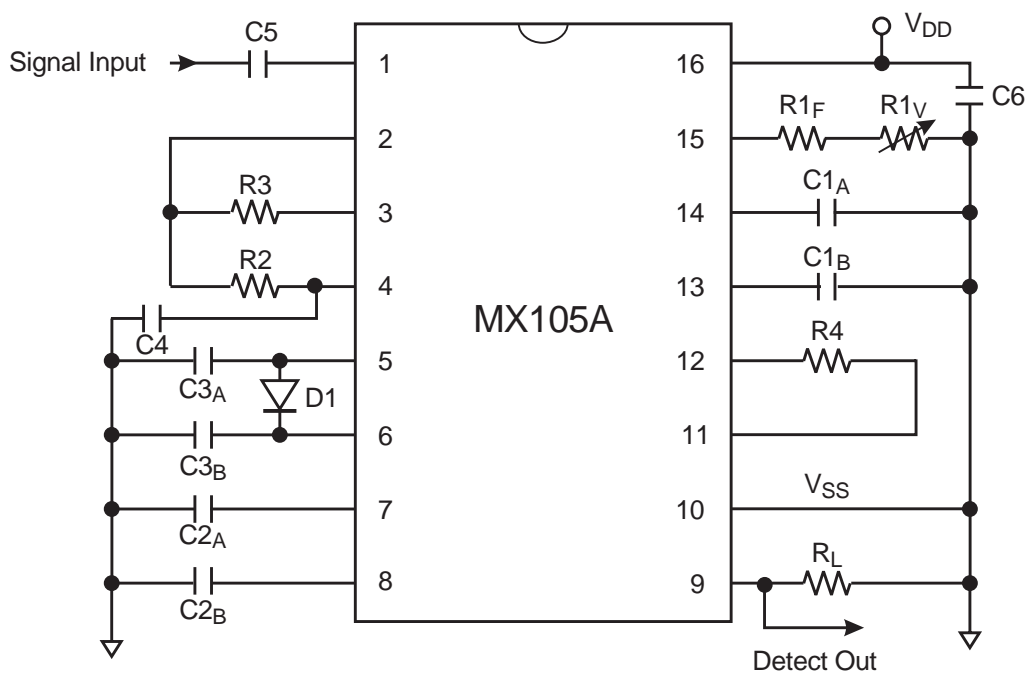 C5
Signal Input
1
2
R3
3
R2
4
C4
5
C3A
D1
6
C3B
7
C2A
8
C2B
MX105A
VDD
16
C6
R1F
R1V
15
C1A
14
C1B
13
R4
12
11
VSS
10
RL
9
Detect Out